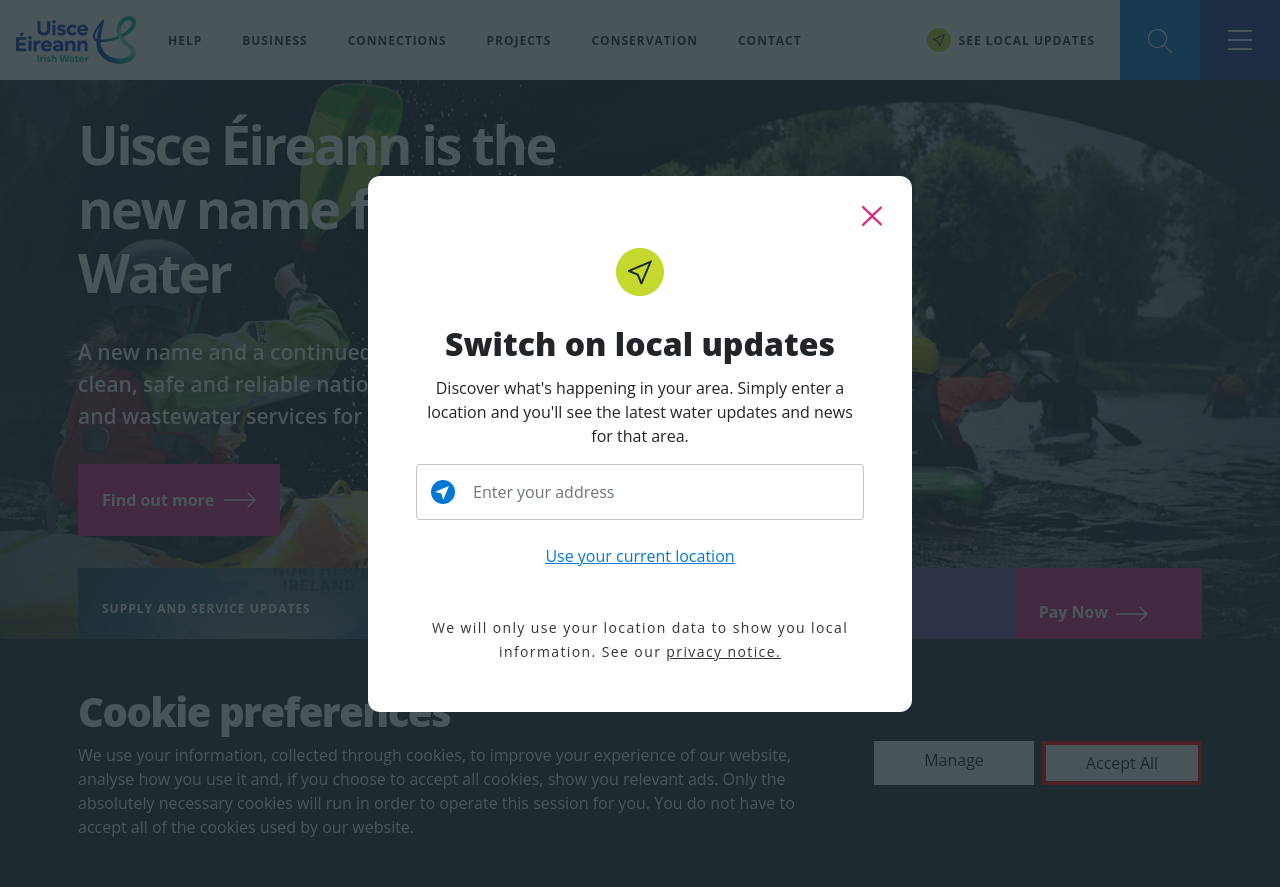 Uisce
Éireann
Irish Water
HELP
BUSINESS
CONNECTIONS
PROJECTS
CONSERVATION
CONTACT
SEE LOCAL UPDATES
Uisce Éireann is the
new name f
Water
A new name and a continued
clean, safe and reliable natio
and wastewater services for
Find out more
NORTHERN
IRELAND
SUPPLY AND SERVICE UPDATES
Pay Now
Switch on local updates
Discover what's happening in your area. Simply enter a
location and you'll see the latest water updates and news
for that area.
Enter your address
Use your current location
We will only use your location data to show you local
information. See our privacy notice.
Cookie preferences
We use your information, collected through cookies, to improve your experience of our website,
analyse how you use it and, if you choose to accept all cookies, show you relevant ads. Only the
absolutely necessary cookies will run in order to operate this session for you. You do not have to
accept all of the cookies used by our website.
Manage
Accept All